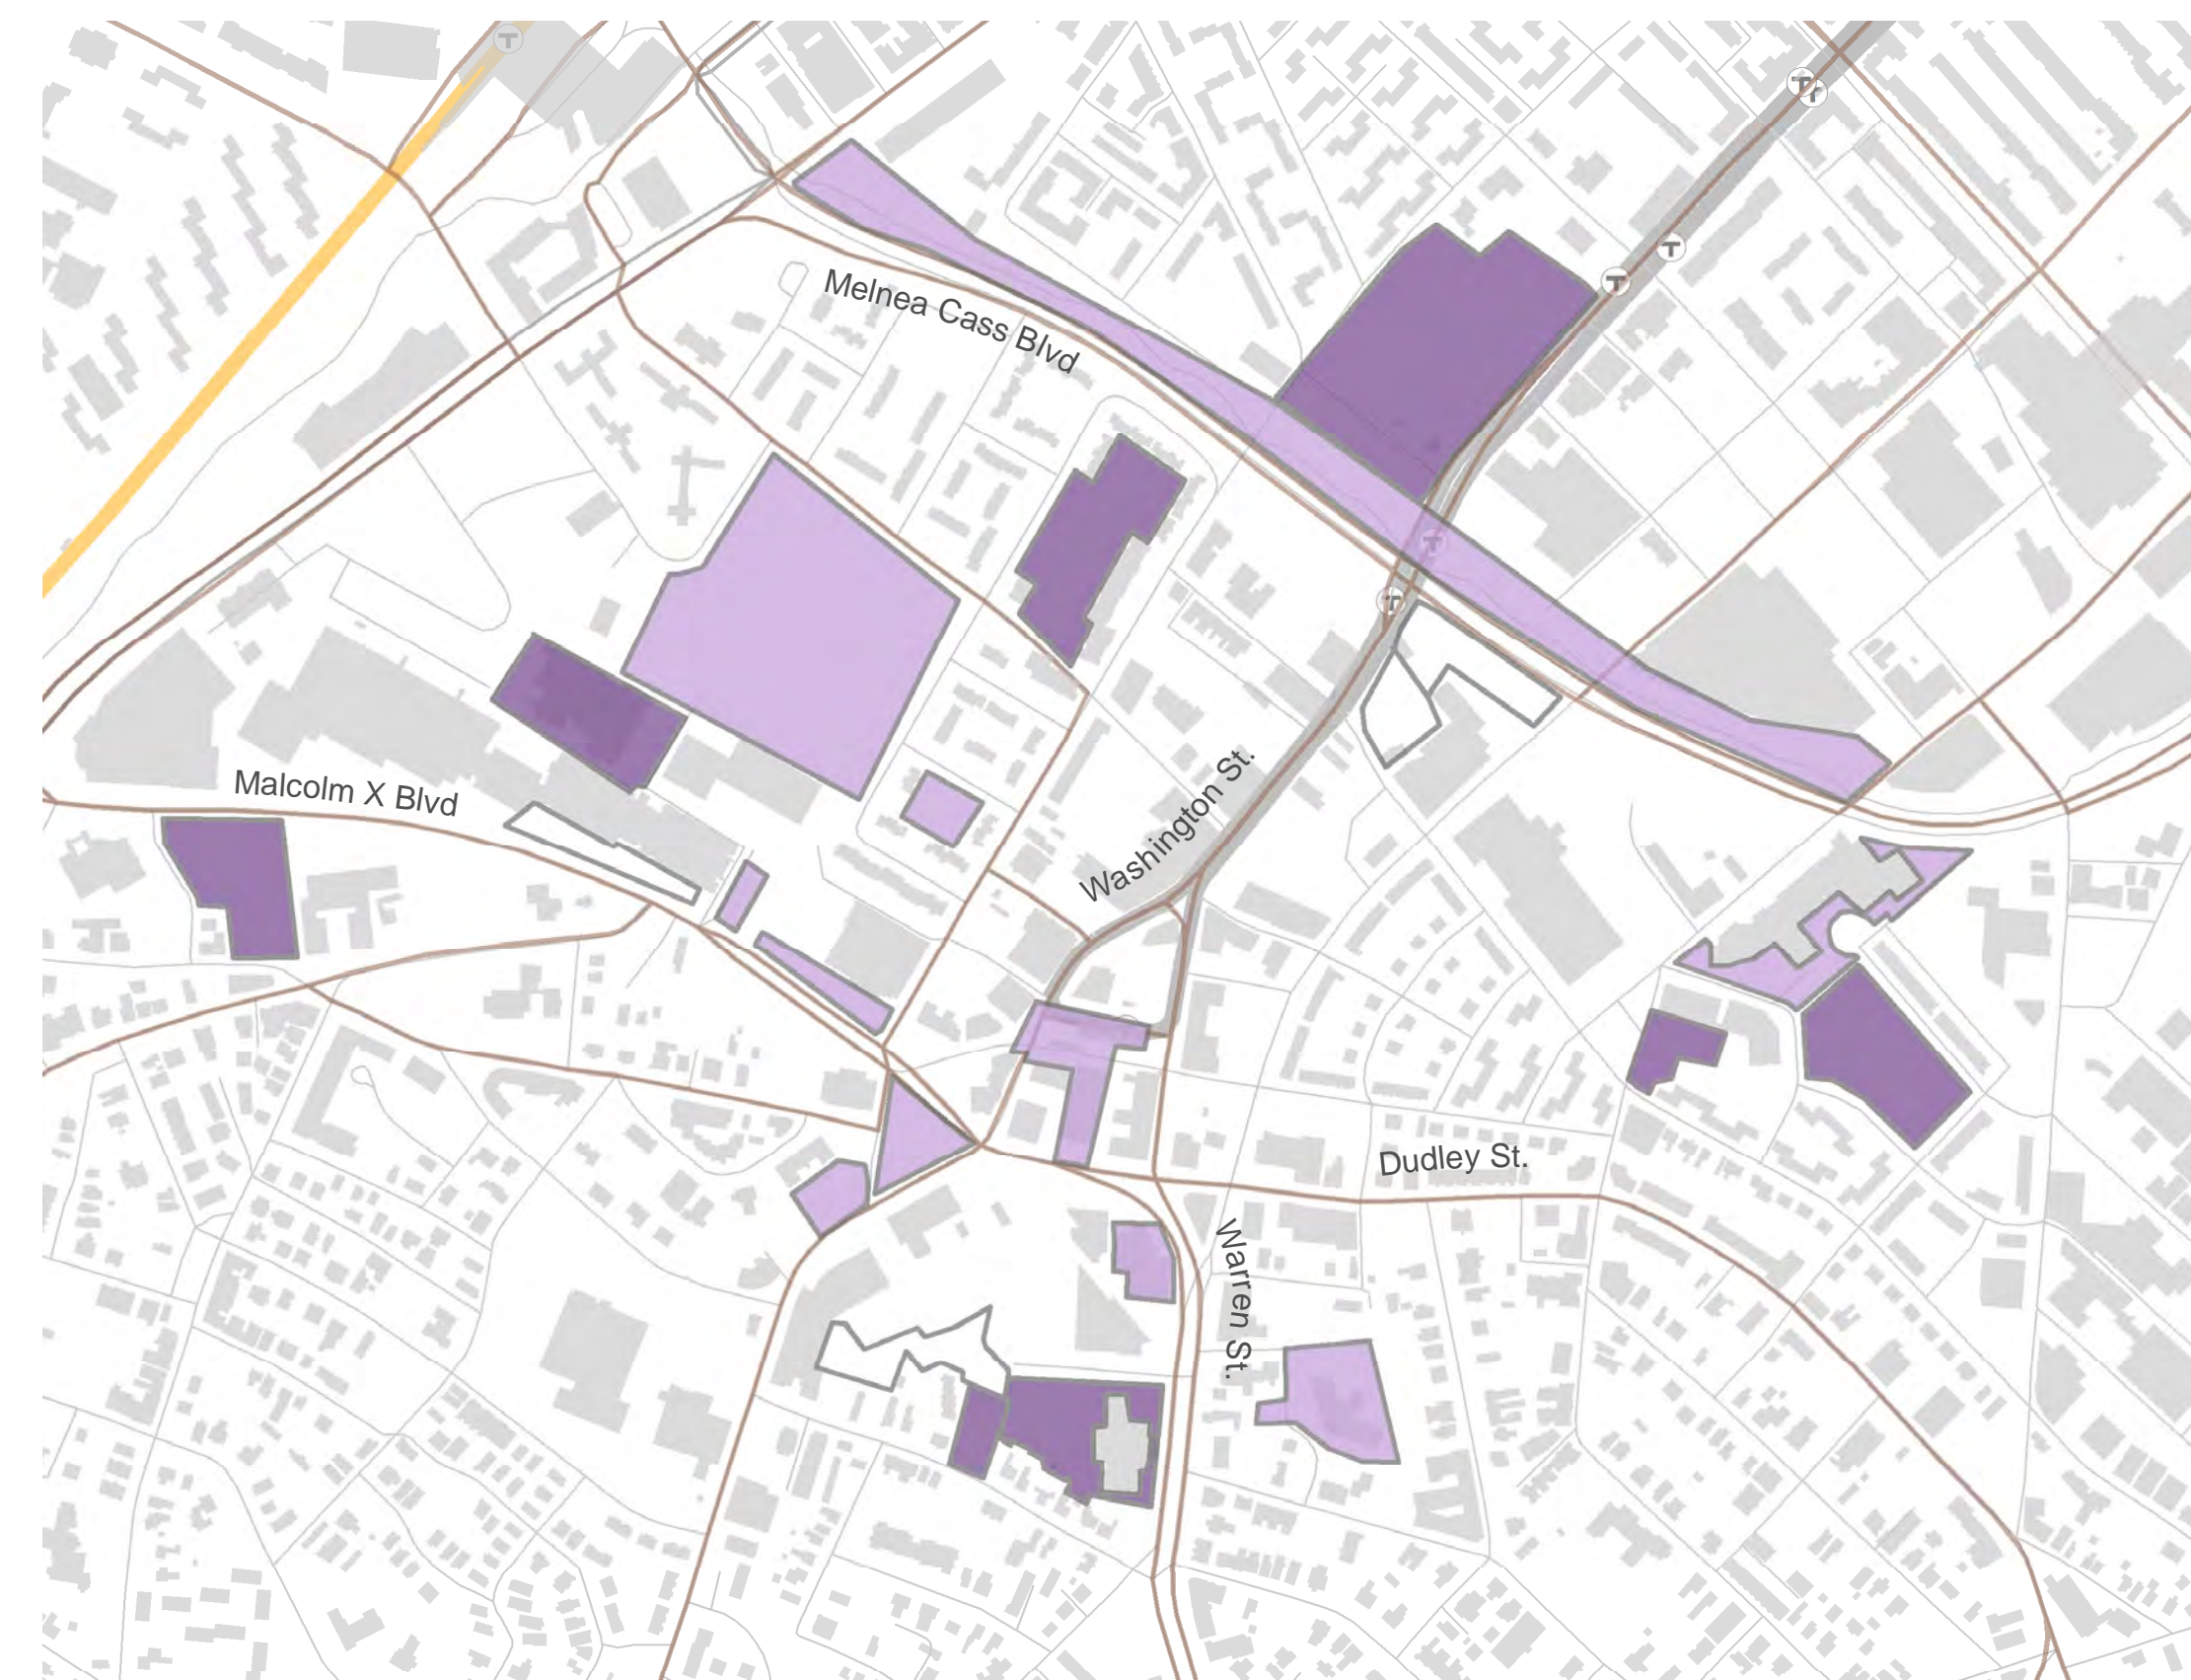 T
T
T
T
T
Melnea Cass Blvd
T
T
Washington St.
Malcolm X Blvd
Dudley St.
Warren St.